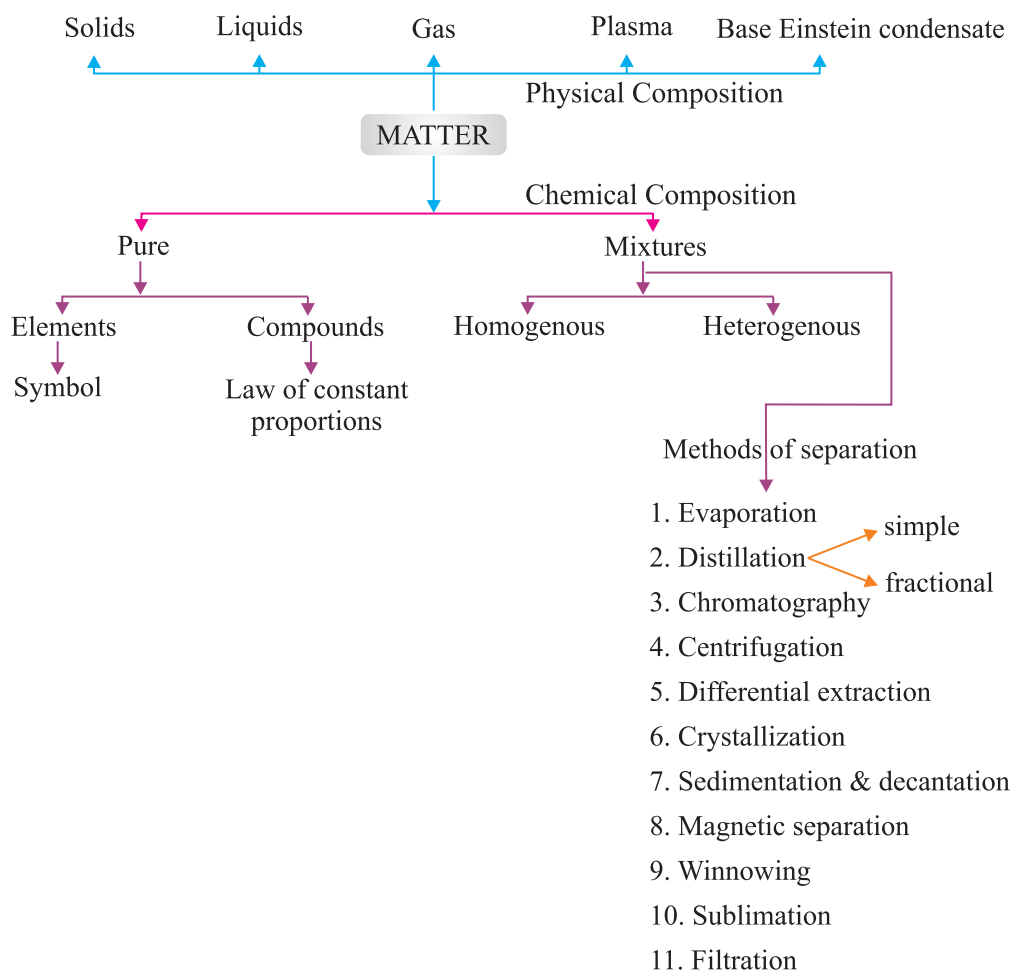 Solids
Liquids
Gas
Plasma
Base Einstein condensate
Physical Composition
MATTER
Chemical Composition
Pure
Mixtures
Elements
Compounds
Homogenous
Heterogenous
Symbol
Law of constant
proportions
Methods of separation
1. Evaporation
simple
2. Distillation
fractional
3. Chromatography
4. Centrifugation
5. Differential extraction
6. Crystallization
7. Sedimentation & decantation
8. Magnetic separation
9. Winnowing
10. Sublimation
11. Filtration